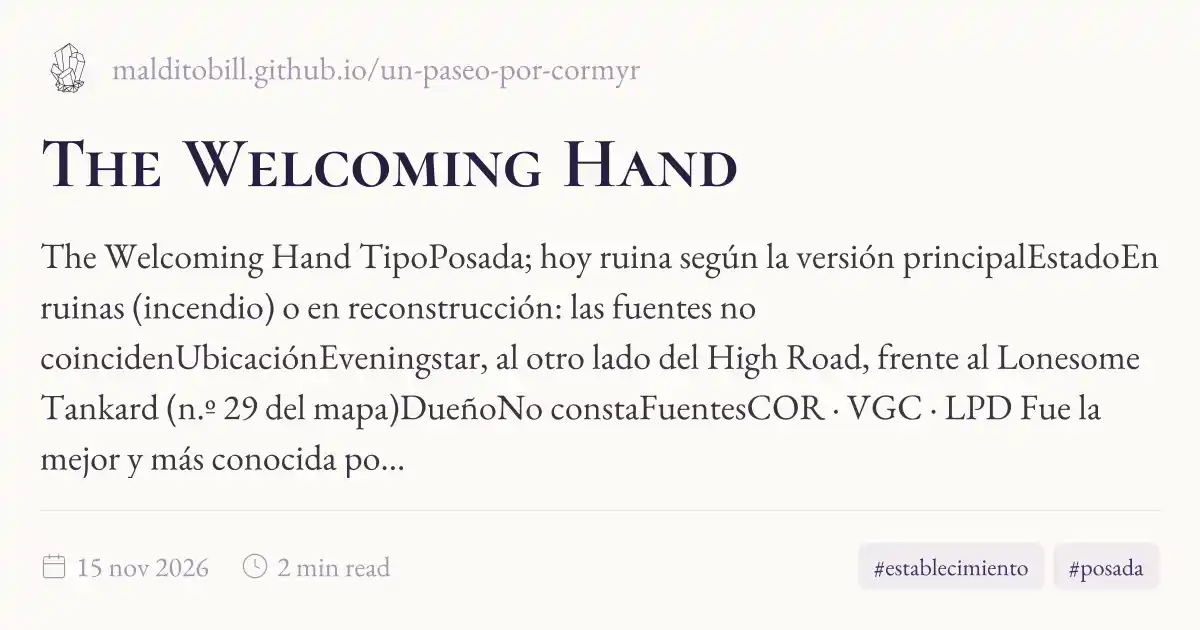 malditobill.github.io/un-paseo-por-cormyr
The Welcoming Hand
The Welcoming Hand TipoPosada; hoy ruina según la versión principalEstadoEn
ruinas (incendio) o en reconstrucción: las fuentes no
coincidenUbicaciónEveningstar, al otro lado del High Road, frente al Lonesome
Tankard (n.º 29 del mapa)DueñoNo constaFuentesCOR · VGC · LPD Fue la
mejor y más conocida po...
15 nov 2026
2 min read
#establecimiento
#posada